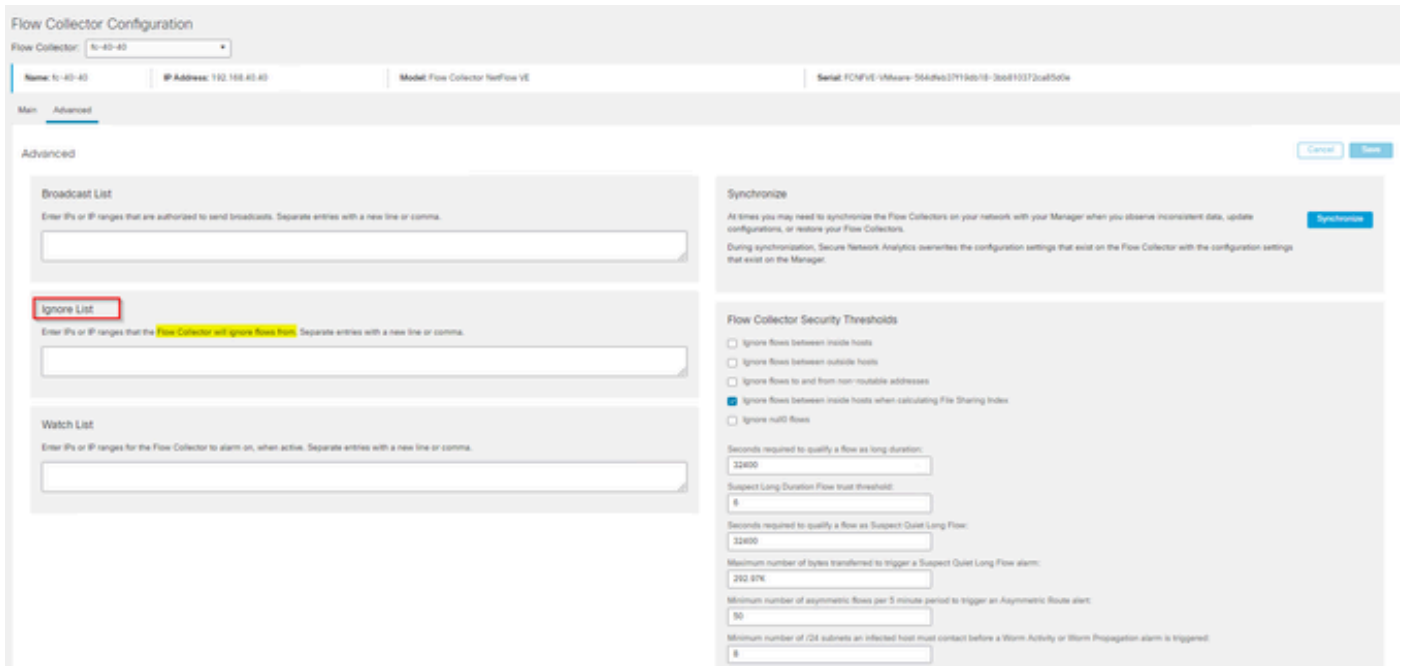 Flow Collector Configuration
Flow Collector: fc-40-40
Name: fc-40-40 IP Address: 192.168.40.40 Model: Flow Collector NetFlow VE Serial:
Main Advanced
Advanced
Cancel Save
Broadcast List
Enter IPs or IP ranges that are authorized to send broadcasts. Separate entries with a new line or comma.
Ignore List
Enter IPs or IP ranges that the Flow Collector will ignore flows from. Separate entries with a new line or comma.
Watch List
Enter IPs or IP ranges for the Flow Collector to alarm on, when active. Separate entries with a new line or comma.
Synchronize
At times you may need to synchronize the Flow Collectors on your network with your Manager when you observe inconsistent data, update
configurations, or restore your Flow Collectors.
During synchronization, Secure Network Analytics overwrites the configuration settings that exist on the Flow Collector with the configuration settings
that exist on the Manager.
Synchronize
Flow Collector Security Thresholds
Ignore flows between inside hosts
Ignore flows between outside hosts
Ignore flows to and from non-routable addresses
Ignore flows between inside hosts when calculating File Sharing Index
Ignore null0 flows
Seconds required to qualify a flow as long duration:
32400
Suspect Long Duration Flow trust threshold:
6
Seconds required to qualify a flow as Suspect Quiet Long Flow:
32400
Maximum number of bytes transferred to trigger a Suspect Quiet Long Flow alarm:
292.97K
Minimum number of asymmetric flows per 5 minute period to trigger an Asymmetric Route alert:
50
Minimum number of /24 subnets an infected host must contact before a Worm Activity or Worm Propagation alarm is triggered:
8